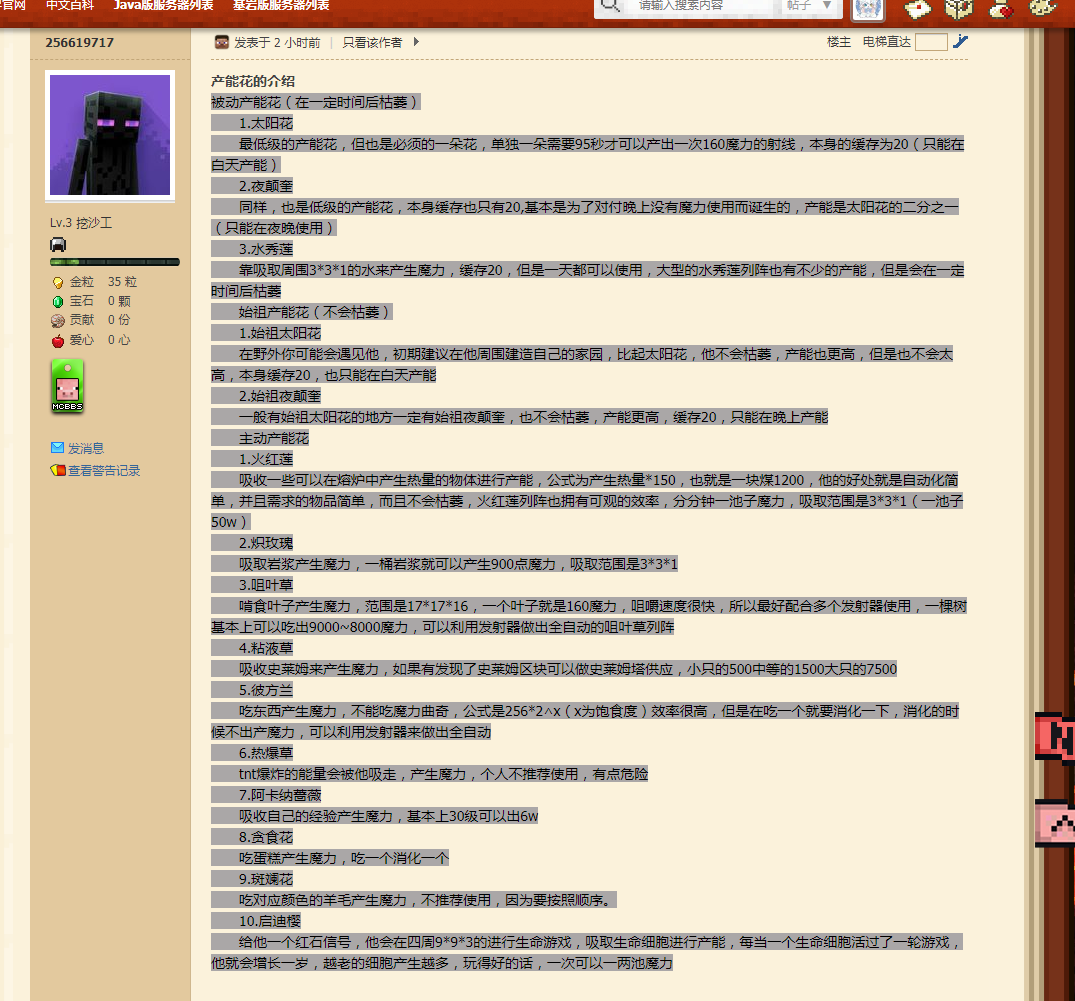 官网 中文百科 Java版服务器列表 基岩版服务器列表
请输入搜索内容 帖子
256619717
发表于 2 小时前 只看该作者
楼主 电梯直达
Lv.3 挖沙工
金粒 35 粒
宝石 0 颗
贡献 0 份
爱心 0 心
MCBBS
发消息
查看警告记录
产能花的介绍
被动产能花（在一定时间后枯萎）
1.太阳花
最低级的产能花，但也是必须的一朵花，单独一朵需要95秒才可以产出一次160魔力的射线，本身的缓存为20（只能在
白天产能）
2.夜颠奎
同样，也是低级的产能花，本身缓存也只有20,基本是为了对付晚上没有魔力使用而诞生的，产能是太阳花的二分之一
（只能在夜晚使用）
3.水秀莲
靠吸取周围3*3*1的水来产生魔力，缓存20，但是一天都可以使用，大型的水秀莲列阵也有不少的产能，但是会在一定
时间后枯萎
始祖产能花（不会枯萎）
1.始祖太阳花
在野外你可能会遇见他，初期建议在他周围建造自己的家园，比起太阳花，他不会枯萎，产能也更高，但是也不会太
高，本身缓存20，也只能在白天产能
2.始祖夜颠奎
一般有始祖太阳花的地方一定有始祖夜颠奎，也不会枯萎，产能更高，缓存20，只能在晚上产能
主动产能花
1.火红莲
吸收一些可以在熔炉中产生热量的物体进行产能，公式为产生热量*150，也就是一块煤1200，他的好处就是自动化简
单，并且需求的物品简单，而且不会枯萎，火红莲列阵也拥有可观的效率，分分钟一池子魔力，吸取范围是3*3*1（一池子
50w）
2.炽玫瑰
吸取岩浆产生魔力，一桶岩浆就可以产生900点魔力，吸取范围是3*3*1
3.咀叶草
啃食叶子产生魔力，范围是17*17*16，一个叶子就是160魔力，咀嚼速度很快，所以最好配合多个发射器使用，一棵树
基本上可以吃出9000~8000魔力，可以利用发射器做出全自动的咀叶草列阵
4.粘液草
吸收史莱姆来产生魔力，如果有发现了史莱姆区块可以做史莱姆塔供应，小只的500中等的1500大只的7500
5.彼方兰
吃东西产生魔力，不能吃魔力曲奇，公式是256*2∧x（x为饱食度）效率很高，但是在吃一个就要消化一下，消化的时
候不出产魔力，可以利用发射器来做出全自动
6.热爆草
tnt爆炸的能量会被他吸走，产生魔力，个人不推荐使用，有点危险
7.阿卡纳蔷薇
吸收自己的经验产生魔力，基本上30级可以出6w
8.贪食花
吃蛋糕产生魔力，吃一个消化一个
9.斑斓花
吃对应颜色的羊毛产生魔力，不推荐使用，因为要按照顺序。
10.启迪樱
给他一个红石信号，他会在四周9*9*3的进行生命游戏，吸取生命细胞进行产能，每当一个生命细胞活过了一轮游戏，
他就会增长一岁，越老的细胞产生越多，玩得好的话，一次可以一两池魔力